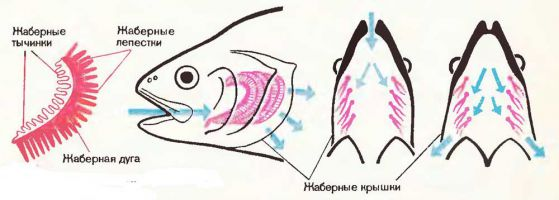 Жаберные
тычинки
Жаберные
лепестки
Жаберная дуга
Жаберные крышки